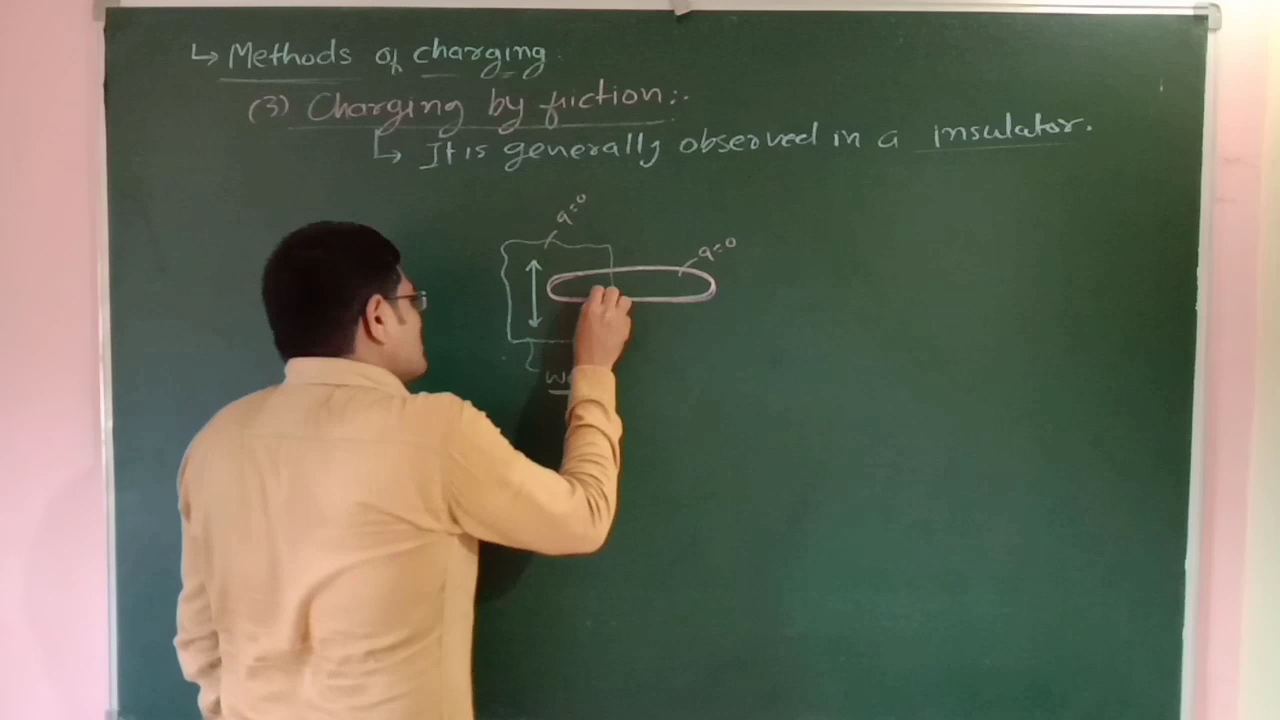 ↳ Methods of charging.
(3) Charging by friction:.
↳ It is generally observed in a insulator.
q=0
q=0